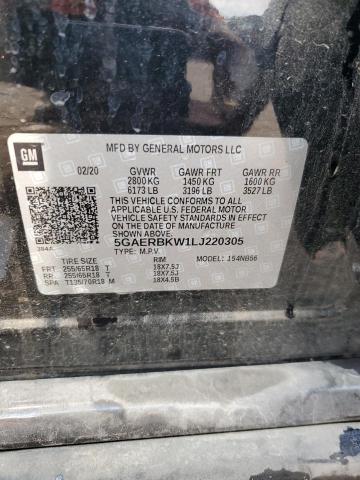 GM
MFD BY GENERAL MOTORS LLC
02/20 GVWR GAWR FRT GAWR RR
2800 KG 1450 KG 1600 KG
6173 LB 3196 LB 3527 LB
THIS VEHICLE CONFORMS TO ALL
APPLICABLE U.S. FEDERAL MOTOR
VEHICLE SAFETY STANDARDS IN EFFECT
ON THE DATE OF MANUFACTURE SHOWN ABOVE.
5GAERBKW1LJ220305
TYPE: M.P.V. MODEL: 154NB56
TIRE SIZE RIM
FRT: 255/65R18 T 18X7.5J
RR: 255/65R18 T 18X7.5J
SPA T135/70R18 M 18X4.5B